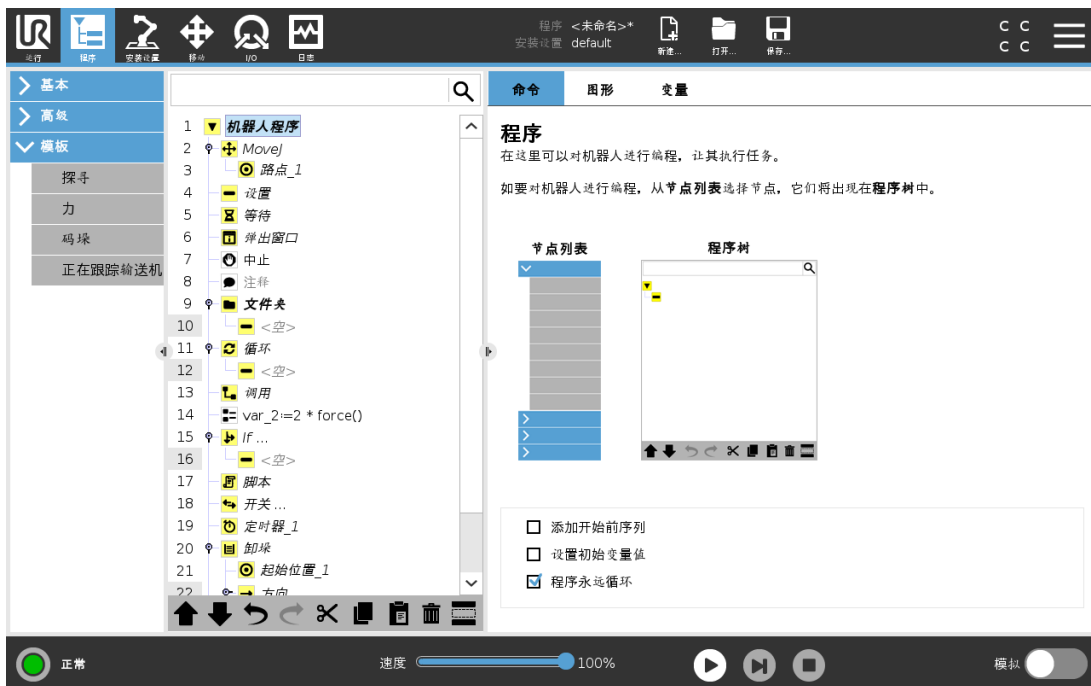 程序 <未命名>*
安装设置 default
运行 程序 安装设置 移动 I/O 日志
新建... 打开... 保存...
C C
C C
基本
高级
模板
探寻
力
码垛
正在跟踪输送机
1 机器人程序
2 MoveJ
3 路点_1
4 设置
5 等待
6 弹出窗口
7 中止
8 注释
9 文件夹
10 <空>
11 循环
12 <空>
13 调用
14 var_2:=2 * force()
15 If ...
16 <空>
17 脚本
18 开关 ...
19 定时器_1
20 卸垛
21 起始位置_1
22 方向
命令 图形 变量
程序
在这里可以对机器人进行编程，让其执行任务。
如要对机器人进行编程，从节点列表选择节点，它们将出现在程序树中。
节点列表 程序树
添加开始前序列
设置初始变量值
程序永远循环
正常
速度 100%
模拟